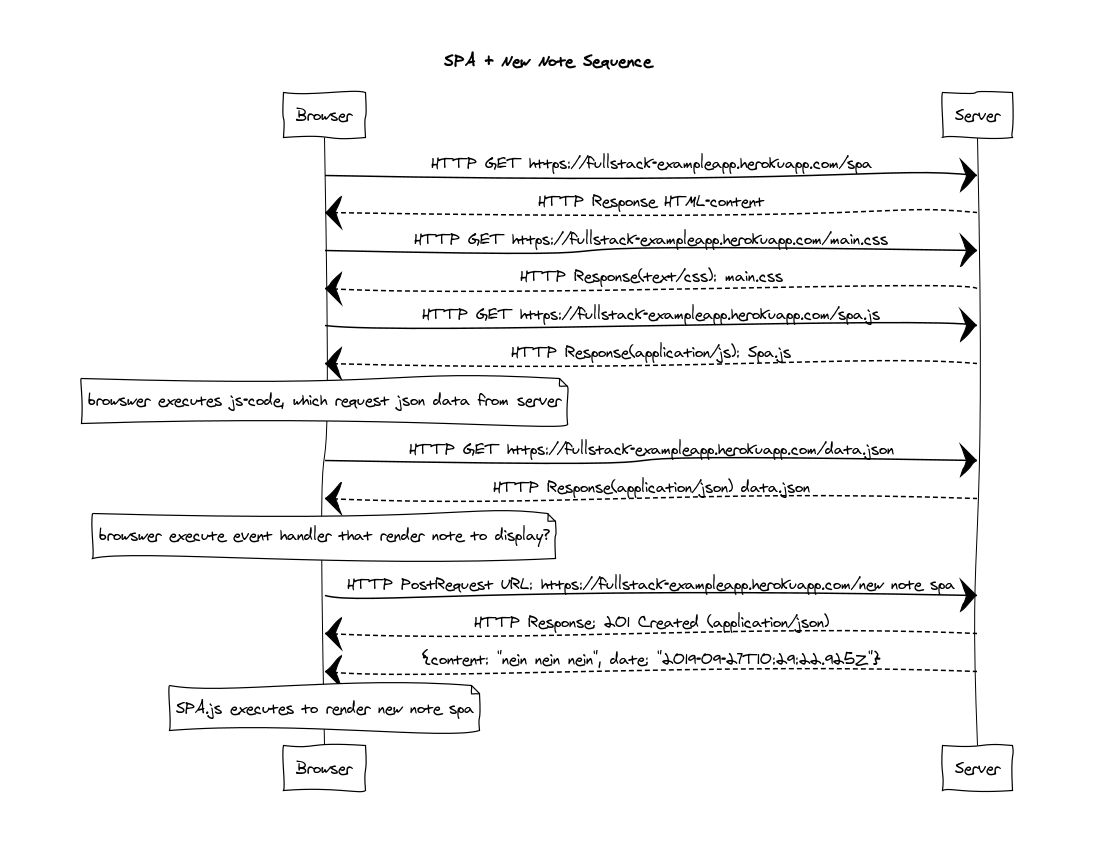 SPA + New Note Sequence
Browser
Server
HTTP GET https://fullstack-exampleapp.herokuapp.com/spa
HTTP Response HTML-content
HTTP GET https://fullstack-exampleapp.herokuapp.com/main.css
HTTP Response(text/css): main.css
HTTP GET https://fullstack-exampleapp.herokuapp.com/spa.js
HTTP Response(application/js): Spa.js
browswer executes js-code, which request json data from server
HTTP GET https://fullstack-exampleapp.herokuapp.com/data.json
HTTP Response(application/json) data.json
browswer execute event handler that render note to display?
HTTP PostRequest URL: https://fullstack-exampleapp.herokuapp.com/new note spa
HTTP Response: 201 Created (application/json)
{content: "nein nein nein", date: "2019-09-27T10:29:22.925Z"}
SPA.js executes to render new note spa
Browser
Server